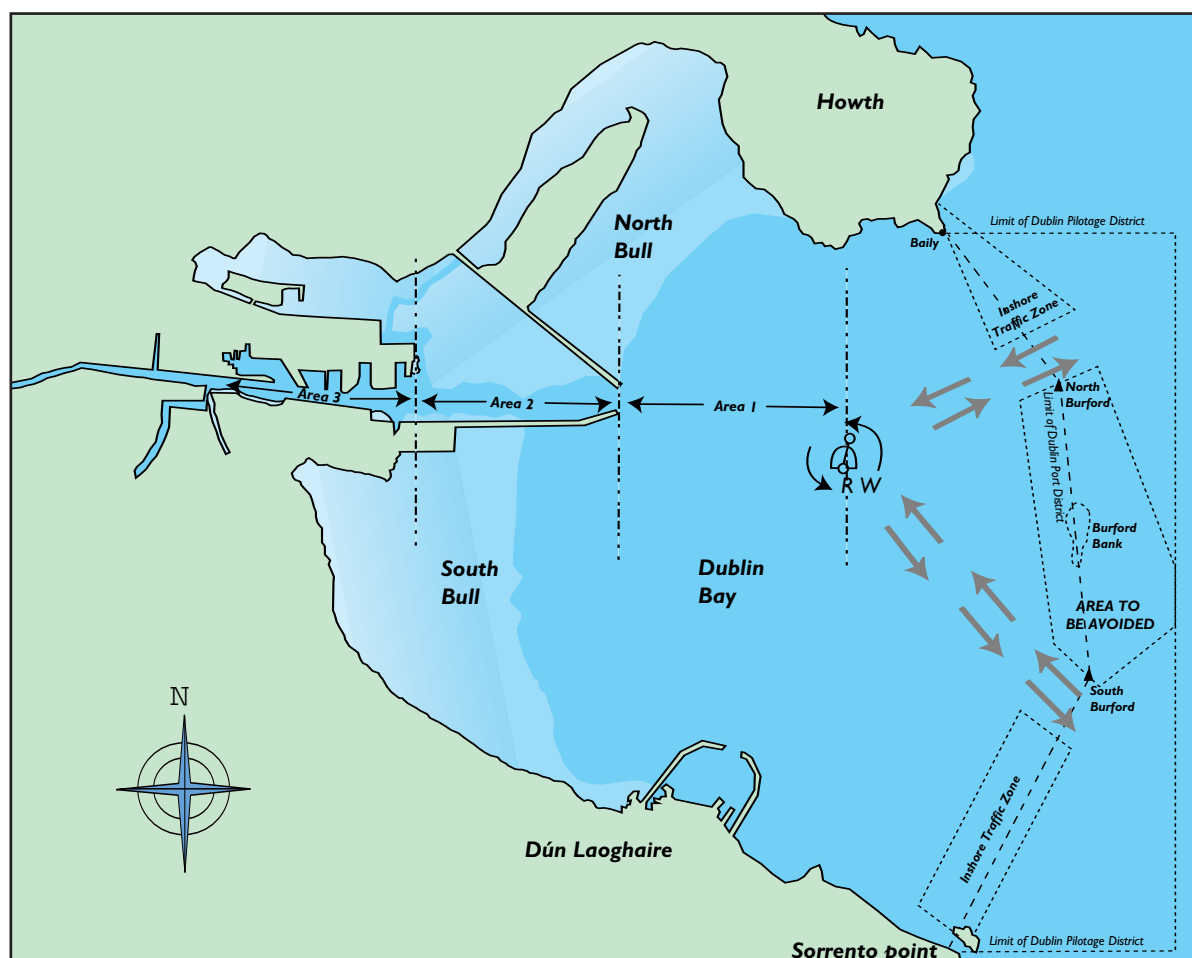 Howth
North
Bull
Limit of Dublin Pilotage District
Baily
Inshore
Traffic Zone
Area 3
Area 2
Area 1
North
Burford
Limit of Dublin Port District
R W
Burford
Bank
South
Bull
Dublin
Bay
AREA TO
BE AVOIDED
N
South
Burford
Inshore Traffic Zone
Dún Laoghaire
Sorrento point
Limit of Dublin Pilotage District